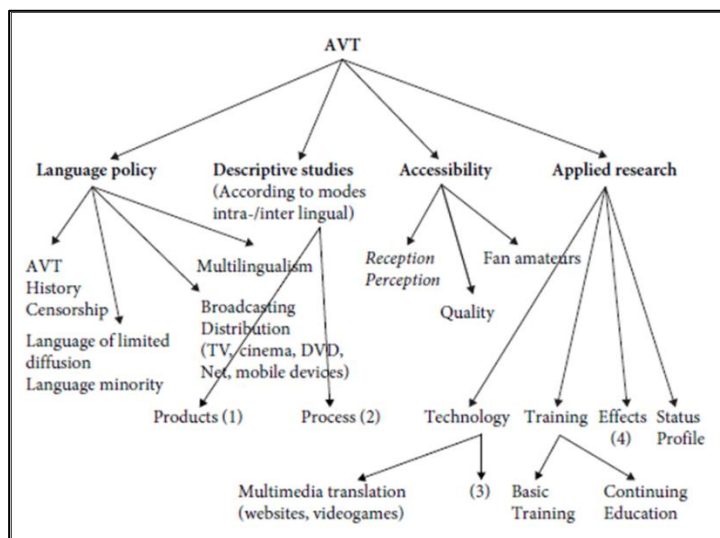 AVT
Language policy
Descriptive studies
(According to modes
intra-/inter lingual)
Accessibility
Applied research
AVT
History
Censorship
Language of limited
diffusion
Language minority
Multilingualism
Broadcasting
Distribution
(TV, cinema, DVD,
Net, mobile devices)
Reception
Perception
Fan amateurs
Quality
Products (1)
Process (2)
Technology
Training
Effects
(4)
Status
Profile
Multimedia translation
(websites, videogames)
(3)
Basic
Training
Continuing
Education